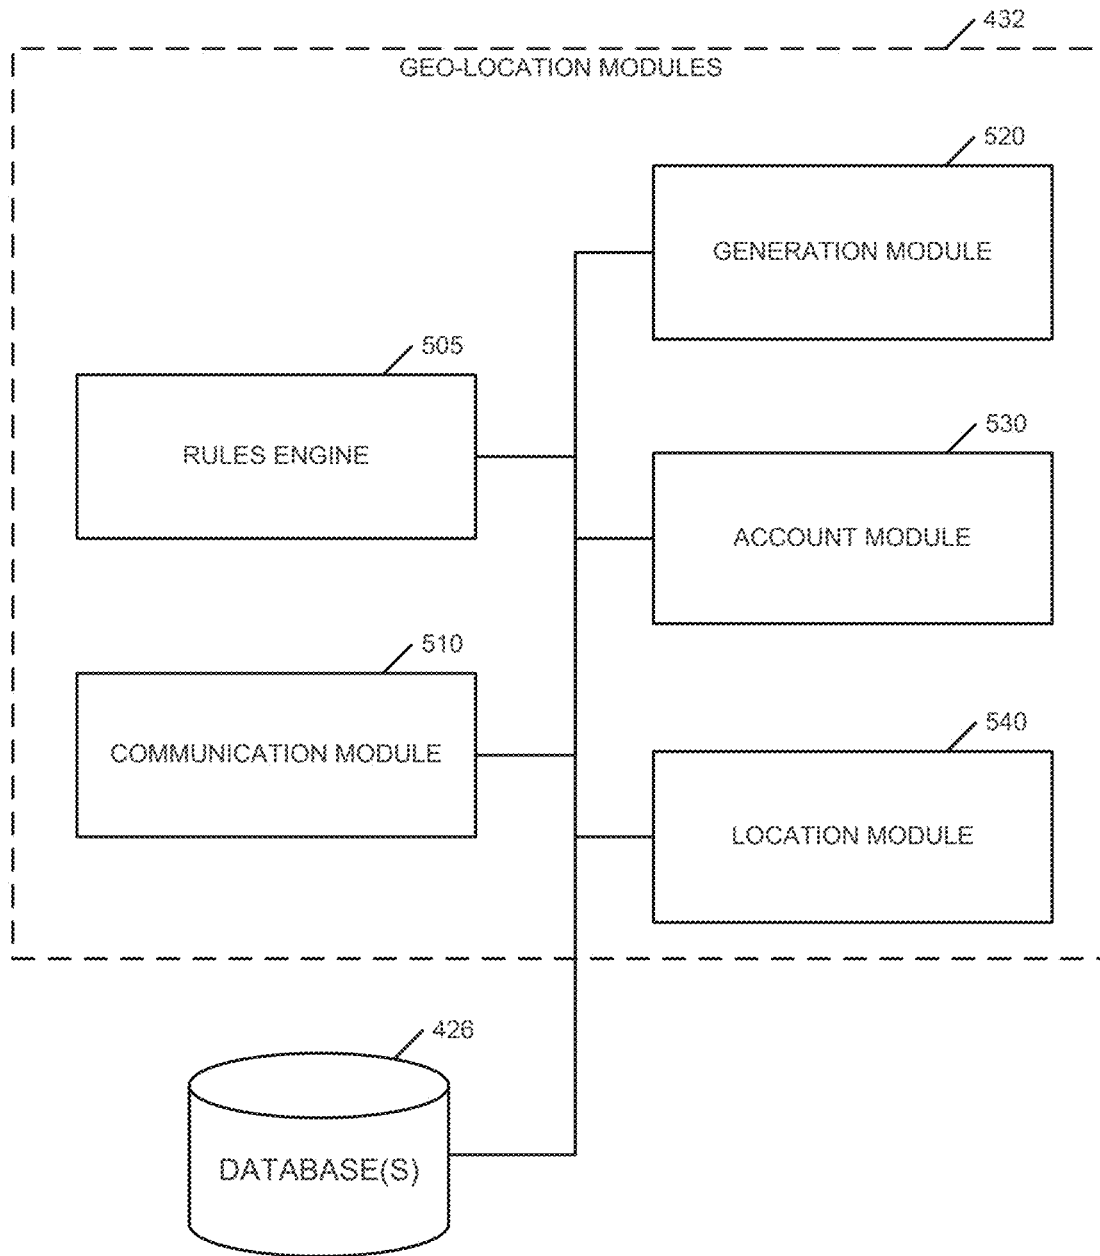 432
GEO-LOCATION MODULES
520
GENERATION MODULE
505
RULES ENGINE
530
ACCOUNT MODULE
510
COMMUNICATION MODULE
540
LOCATION MODULE
426
DATABASE(S)